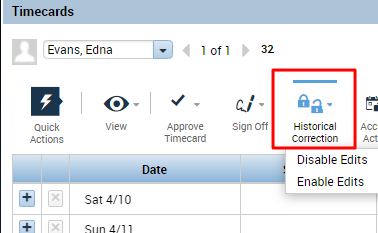 Timecards
Evans, Edna 1 of 1 32
Quick Actions View Approve Timecard Sign Off Historical Correction
Disable Edits
Enable Edits
Date
Sat 4/10
Sun 4/11